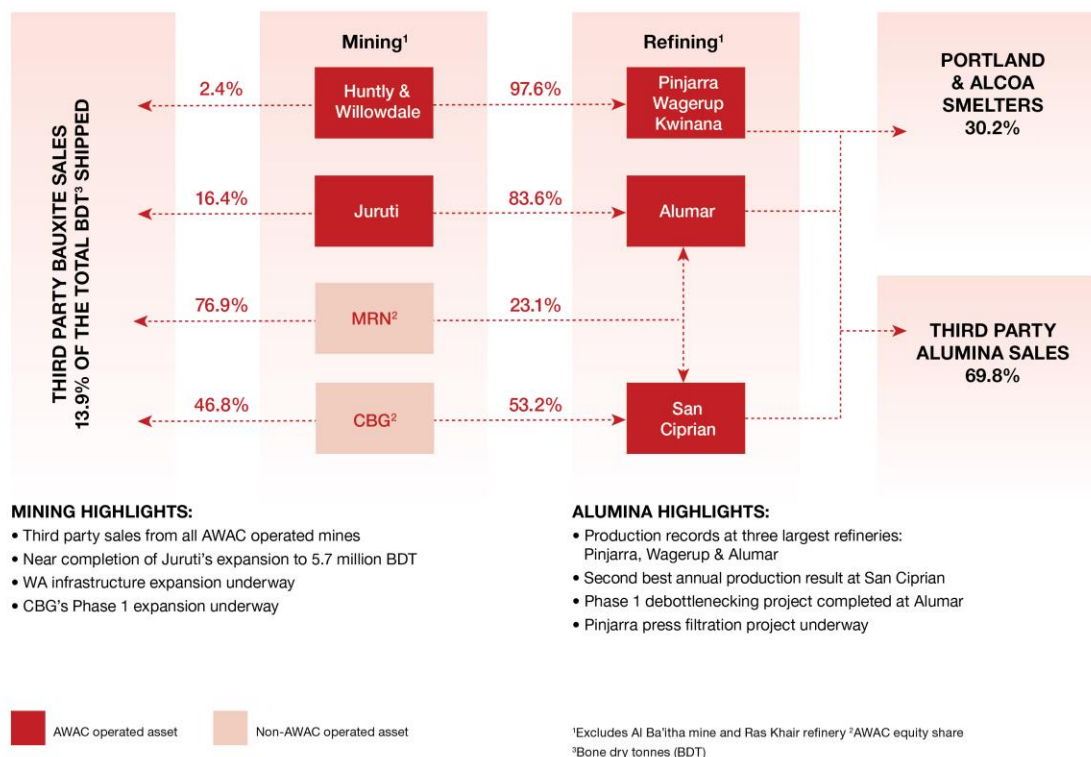 Mining¹
Refining¹
THIRD PARTY BAUXITE SALES
13.9% OF THE TOTAL BDT³ SHIPPED
2.4%
Huntly &
Willowdale
97.6%
Pinjarra
Wagerup
Kwinana
PORTLAND
& ALCOA
SMELTERS
30.2%
16.4%
Juruti
83.6%
Alumar
76.9%
MRN²
23.1%
THIRD PARTY
ALUMINA SALES
69.8%
46.8%
CBG²
53.2%
San
Ciprian
MINING HIGHLIGHTS:
• Third party sales from all AWAC operated mines
• Near completion of Juruti’s expansion to 5.7 million BDT
• WA infrastructure expansion underway
• CBG’s Phase 1 expansion underway
ALUMINA HIGHLIGHTS:
• Production records at three largest refineries:
Pinjarra, Wagerup & Alumar
• Second best annual production result at San Ciprian
• Phase 1 debottlenecking project completed at Alumar
• Pinjarra press filtration project underway
AWAC operated asset
Non-AWAC operated asset
¹Excludes Al Ba’itha mine and Ras Khair refinery ²AWAC equity share
³Bone dry tonnes (BDT)